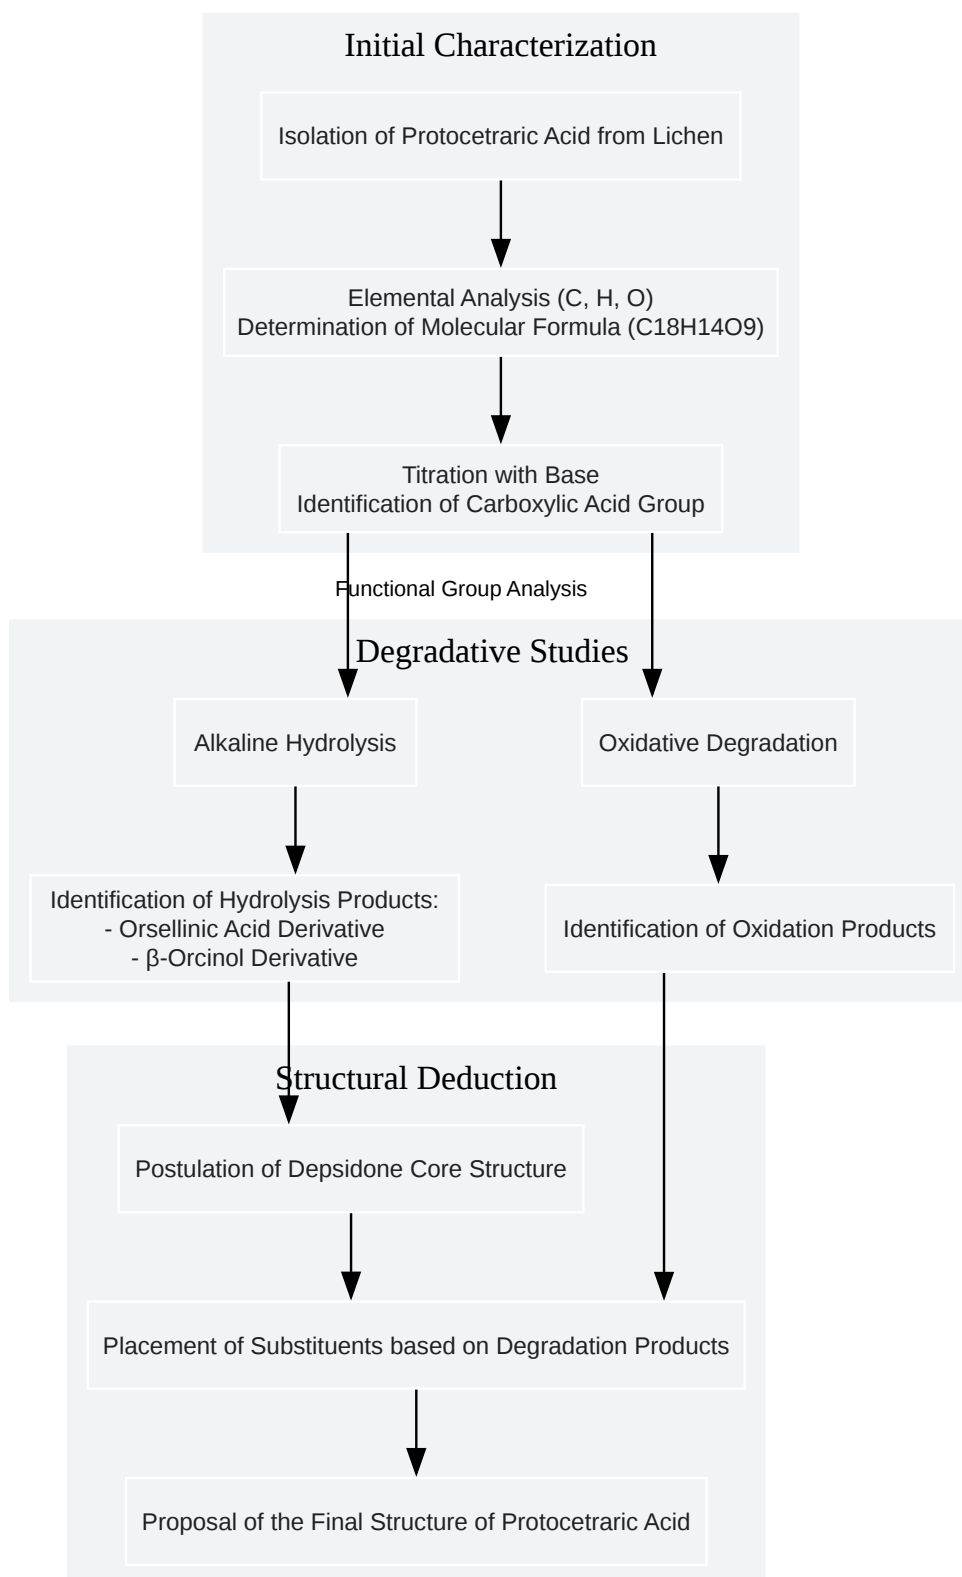 Initial Characterization
Isolation of Protocetraric Acid from Lichen
Elemental Analysis (C, H, O)
Determination of Molecular Formula (C18H14O9)
Titration with Base
Identification of Carboxylic Acid Group
Functional Group Analysis
Degradative Studies
Alkaline Hydrolysis
Oxidative Degradation
Identification of Hydrolysis Products:
- Orsellinic Acid Derivative
- β-Orcinol Derivative
Identification of Oxidation Products
Structural Deduction
Postulation of Depsidone Core Structure
Placement of Substituents based on Degradation Products
Proposal of the Final Structure of Protocetraric Acid